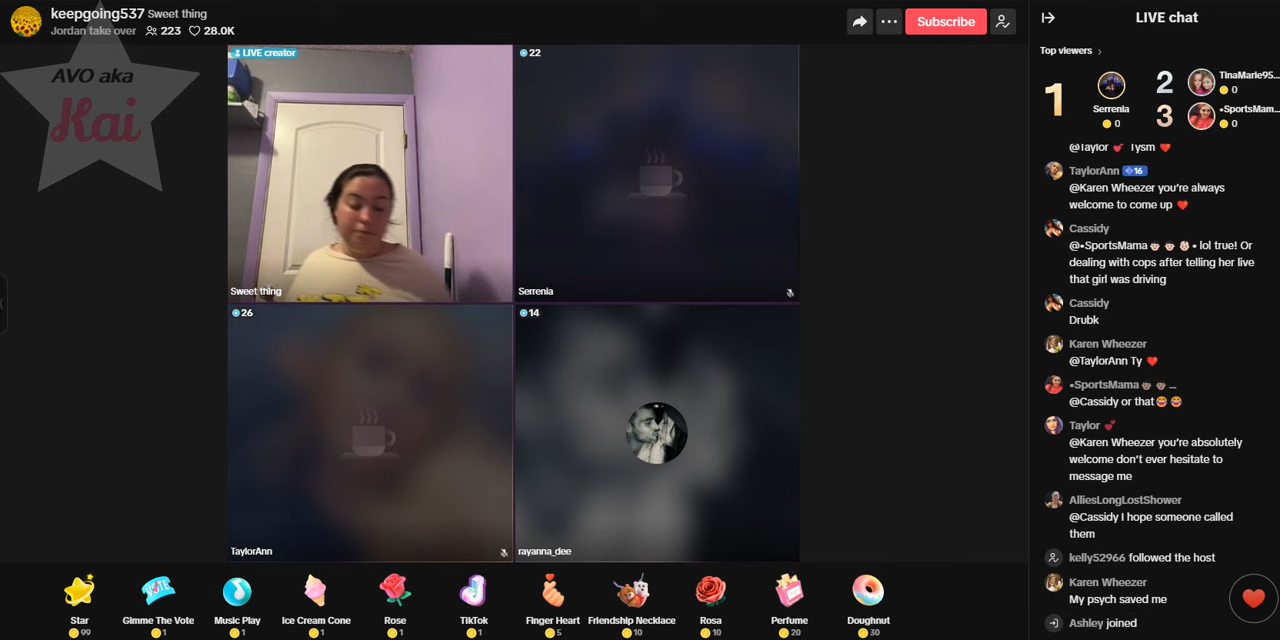 keepgoing537 Sweet thing
Jordan take over 223 28.0K
Subscribe
AVO aka
Kai
LIVE creator
Sweet thing
22
Serrenia
26
TaylorAnn
14
rayanna_dee
Star
99
Gimme The Vote
1
Music Play
1
Ice Cream Cone
1
Rose
1
TikTok
1
Finger Heart
5
Friendship Necklace
10
Rosa
10
Perfume
20
Doughnut
30
LIVE chat
Top viewers
1
Serrenia
0
2
TinaMarie95...
0
3
•SportsMam...
0
@Taylor 💕 Tysm ❤️
TaylorAnn 16
@Karen Wheezer you're always
welcome to come up ❤️
Cassidy
@•SportsMama • lol true! Or
dealing with cops after telling her live
that girl was driving
Cassidy
Drubk
Karen Wheezer
@TaylorAnn Ty ❤️
•SportsMama ...
@Cassidy or that
Taylor 💕
@Karen Wheezer you're absolutely
welcome don't ever hesitate to
message me
AlliesLongLostShower
@Cassidy I hope someone called
them
kelly52966 followed the host
Karen Wheezer
My psych saved me
Ashley joined